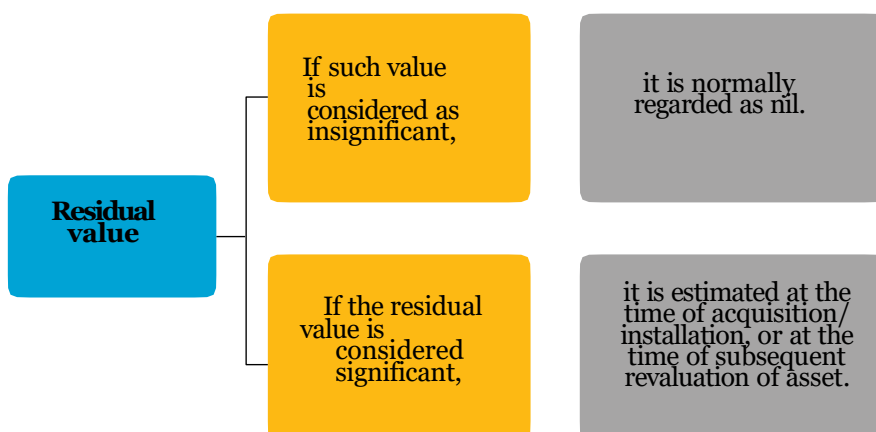 Residual
value
If such value
is
considered as
insignificant,
it is normally
regarded as nil.
If the residual
value is
considered
significant,
it is estimated at the
time of acquisition/
installation, or at the
time of subsequent
revaluation of asset.